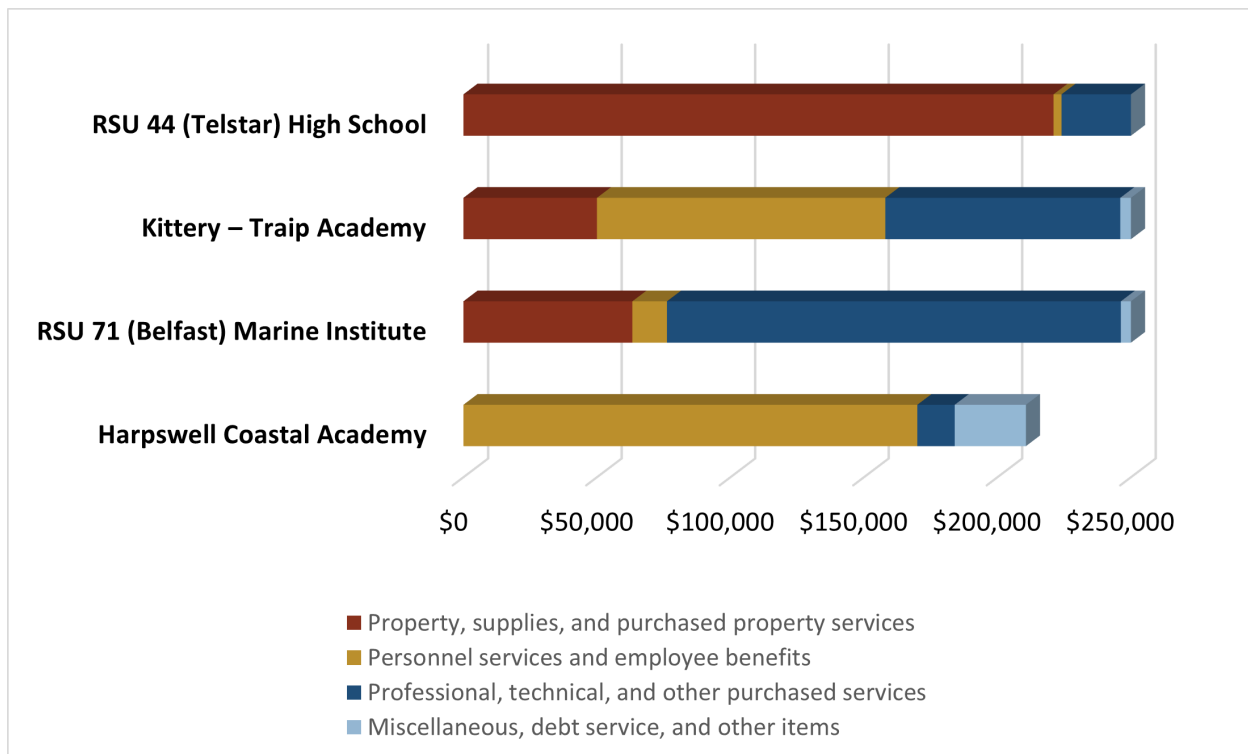 RSU 44 (Telstar) High School
Kittery – Traip Academy
RSU 71 (Belfast) Marine Institute
Harpswell Coastal Academy
$0 $50,000 $100,000 $150,000 $200,000 $250,000
Property, supplies, and purchased property services
Personnel services and employee benefits
Professional, technical, and other purchased services
Miscellaneous, debt service, and other items